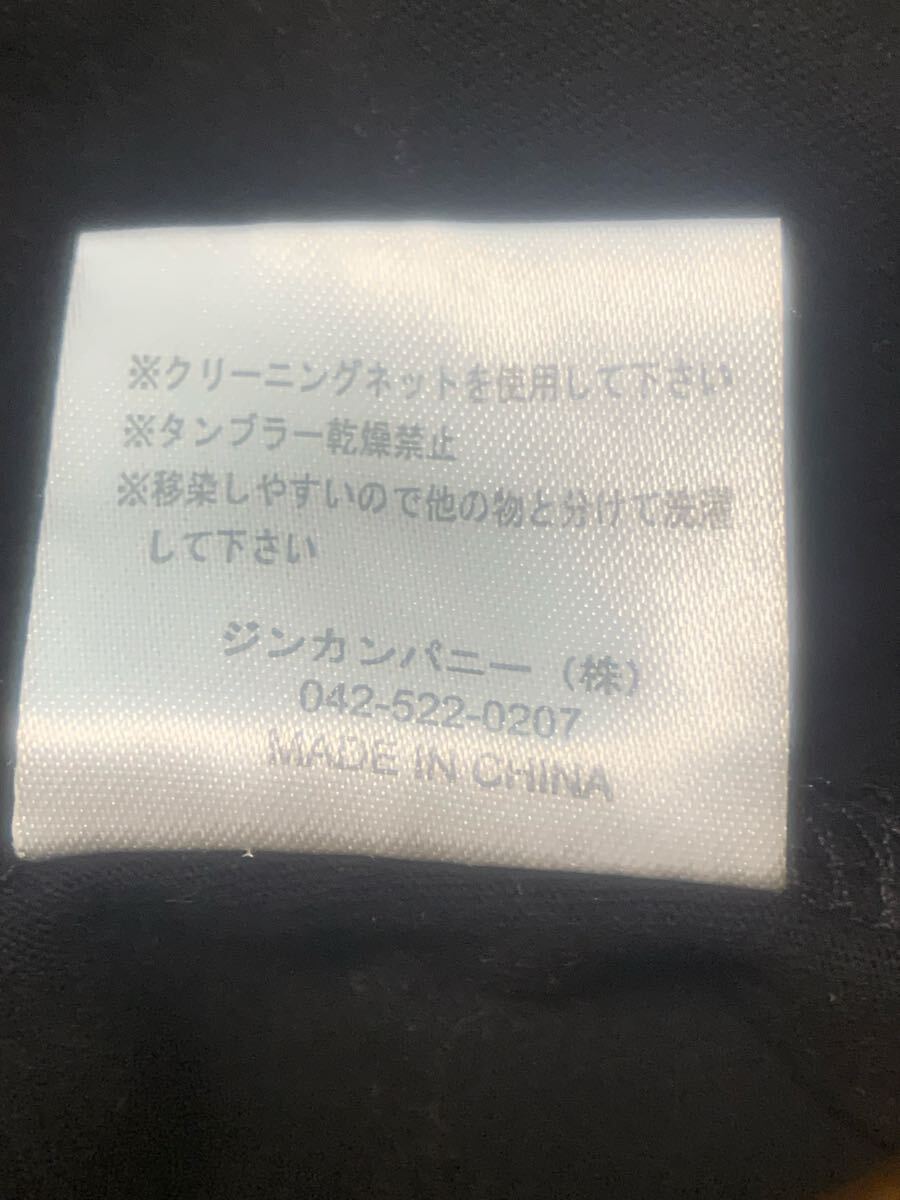 ※クリーニングネットを使用して下さい
※タンブラー乾燥禁止
※移染しやすいので他の物と分けて洗濯
して下さい
ジンカンパニー（株）
042-522-0207
MADE IN CHINA